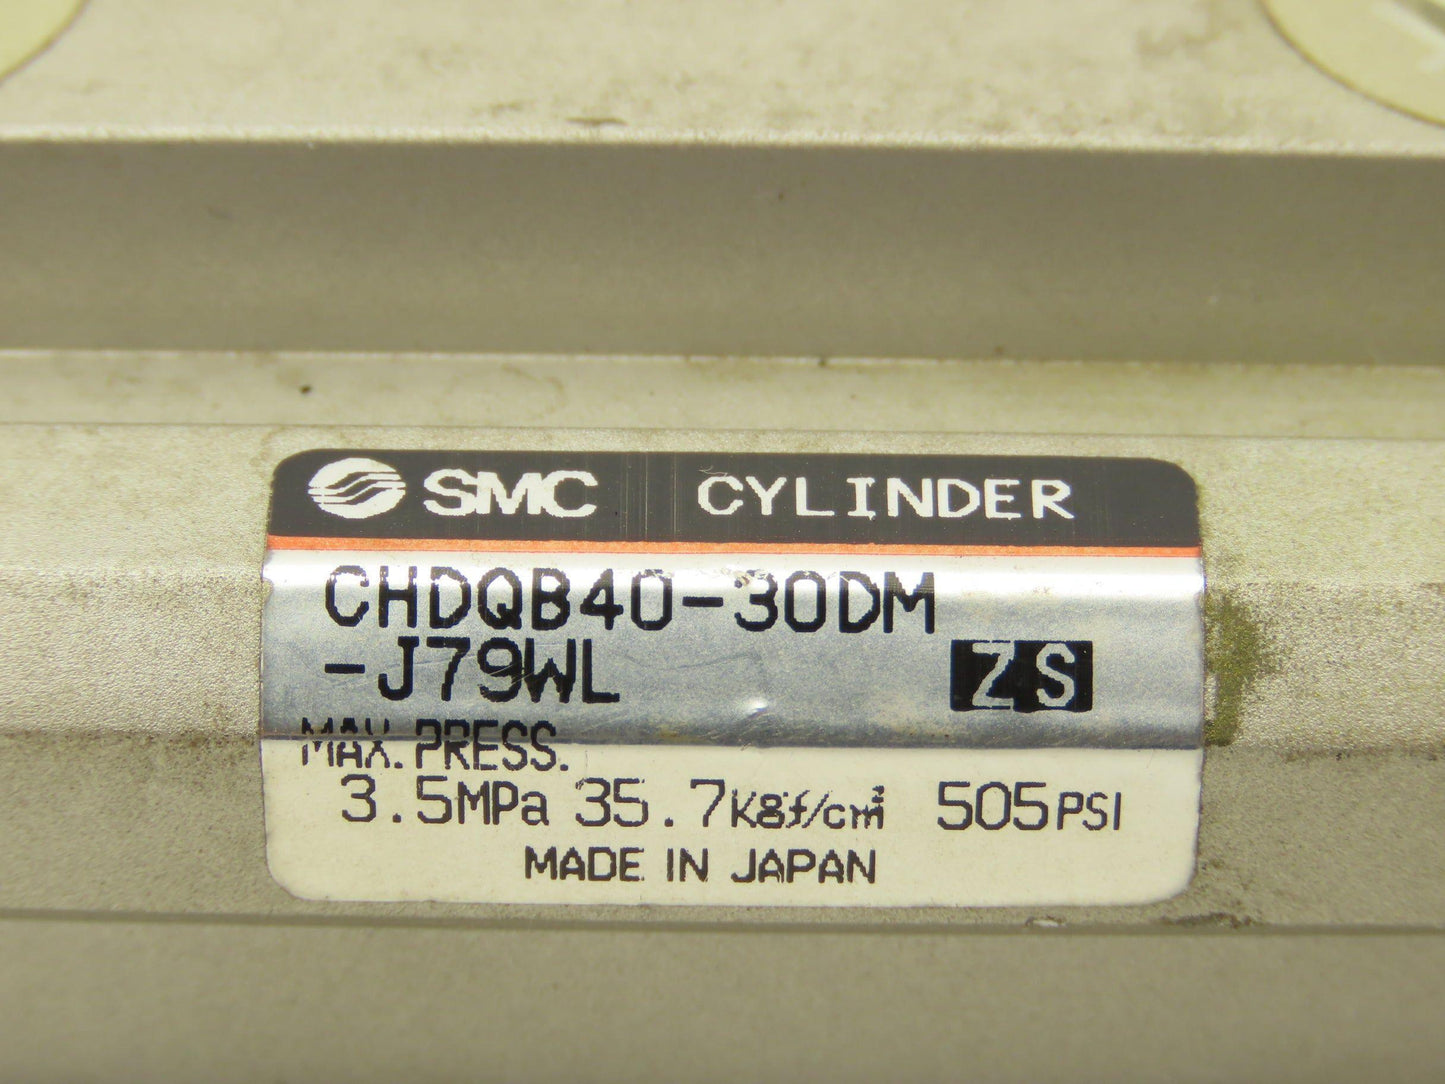 SMC CYLINDER
CHDQB40-30DM
-J79WL ZS
MAX.PRESS.
3.5MPa 35.7Kgf/cm² 505PSI
MADE IN JAPAN